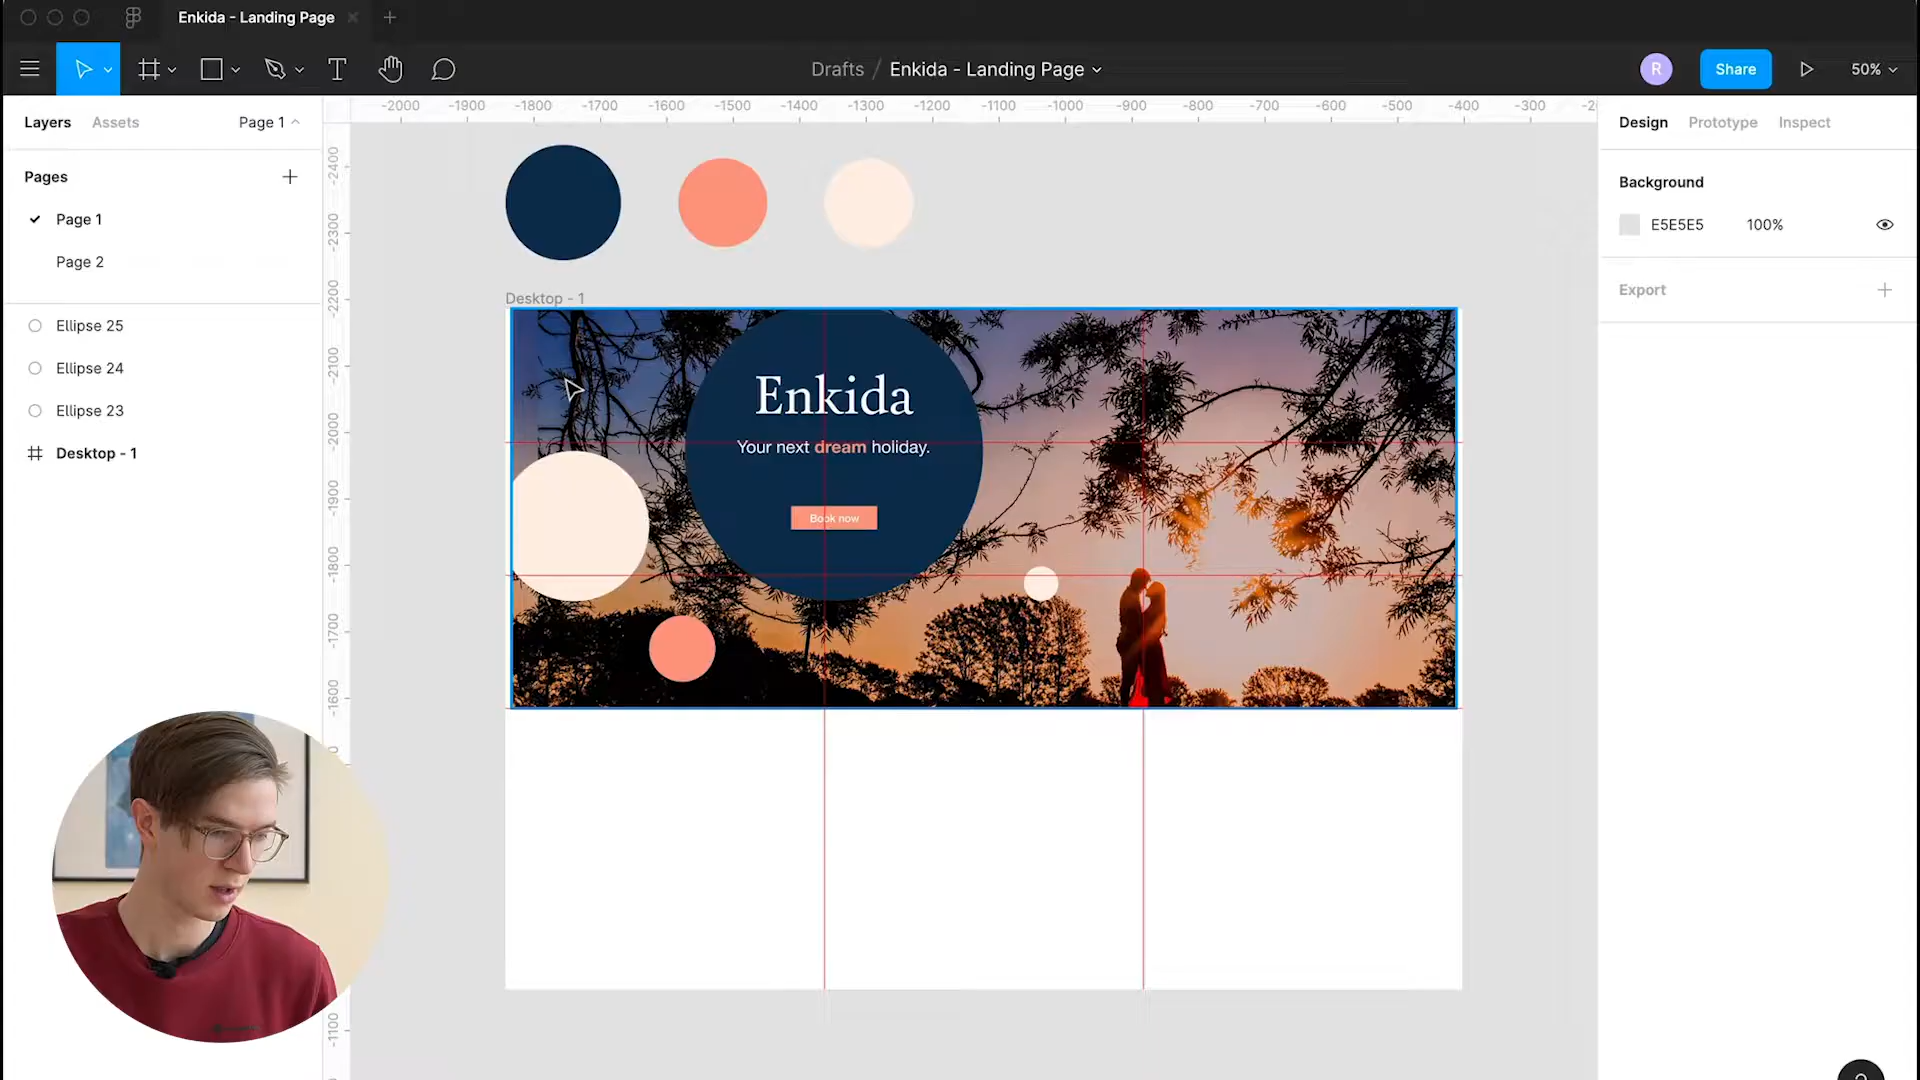 Enkida - Landing Page
Drafts / Enkida - Landing Page
R
Share
50%
Layers
Assets
Page 1
Pages
Page 1
Page 2
Ellipse 25
Ellipse 24
Ellipse 23
Desktop - 1
-2000 -1900 -1800 -1700 -1600 -1500 -1400 -1300 -1200 -1100 -1000 -900 -800 -700 -600 -500 -400 -300
-2400
-2300
-2200
-2100
-2000
-1900
-1800
-1700
-1600
-1100
Desktop - 1
Enkida
Your next dream holiday.
Book now
Design
Prototype
Inspect
Background
E5E5E5
100%
Export